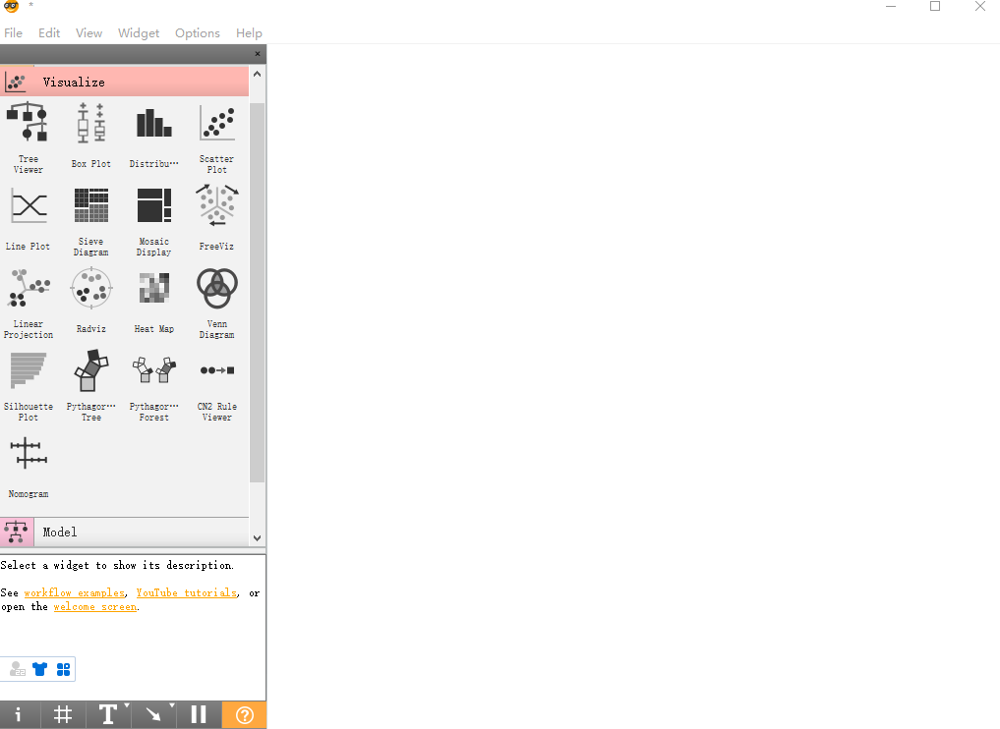 *
File Edit View Widget Options Help
Visualize
Tree Viewer
Box Plot
Distribu···
Scatter Plot
Line Plot
Sieve Diagram
Mosaic Display
FreeViz
Linear Projection
Radviz
Heat Map
Venn Diagram
Silhouette Plot
Pythagor··· Tree
Pythagor··· Forest
CN2 Rule Viewer
Nomogram
Model
Select a widget to show its description.
See workflow examples, YouTube tutorials, or
open the welcome screen.
i # T ?